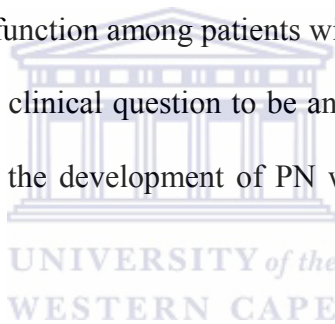 function among patients wi
clinical question to be an
the development of PN w
UNIVERSITY of the
WESTERN CAPE